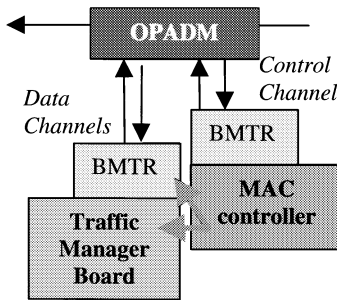 OPADM
Control
Channel
Data
Channels
BMTR
BMTR
MAC
controller
Traffic
Manager
Board